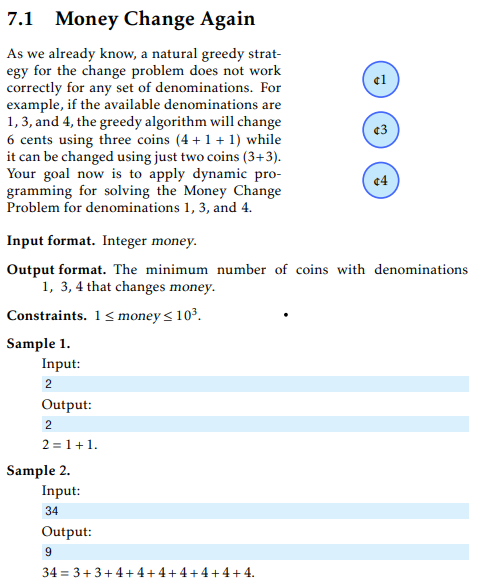 7.1 Money Change Again
As we already know, a natural greedy strat-
egy for the change problem does not work
correctly for any set of denominations. For
example, if the available denominations are
1, 3, and 4, the greedy algorithm will change
6 cents using three coins (4 + 1 + 1) while
it can be changed using just two coins (3+3).
Your goal now is to apply dynamic pro-
gramming for solving the Money Change
Problem for denominations 1, 3, and 4.
¢1
¢3
¢4
Input format. Integer money.
Output format. The minimum number of coins with denominations
1, 3, 4 that changes money.
Constraints. 1 ≤ money ≤ 10³.
Sample 1.
Input:
2
Output:
2
2 = 1 + 1.
Sample 2.
Input:
34
Output:
9
34 = 3 + 3 + 4 + 4 + 4 + 4 + 4 + 4 + 4.